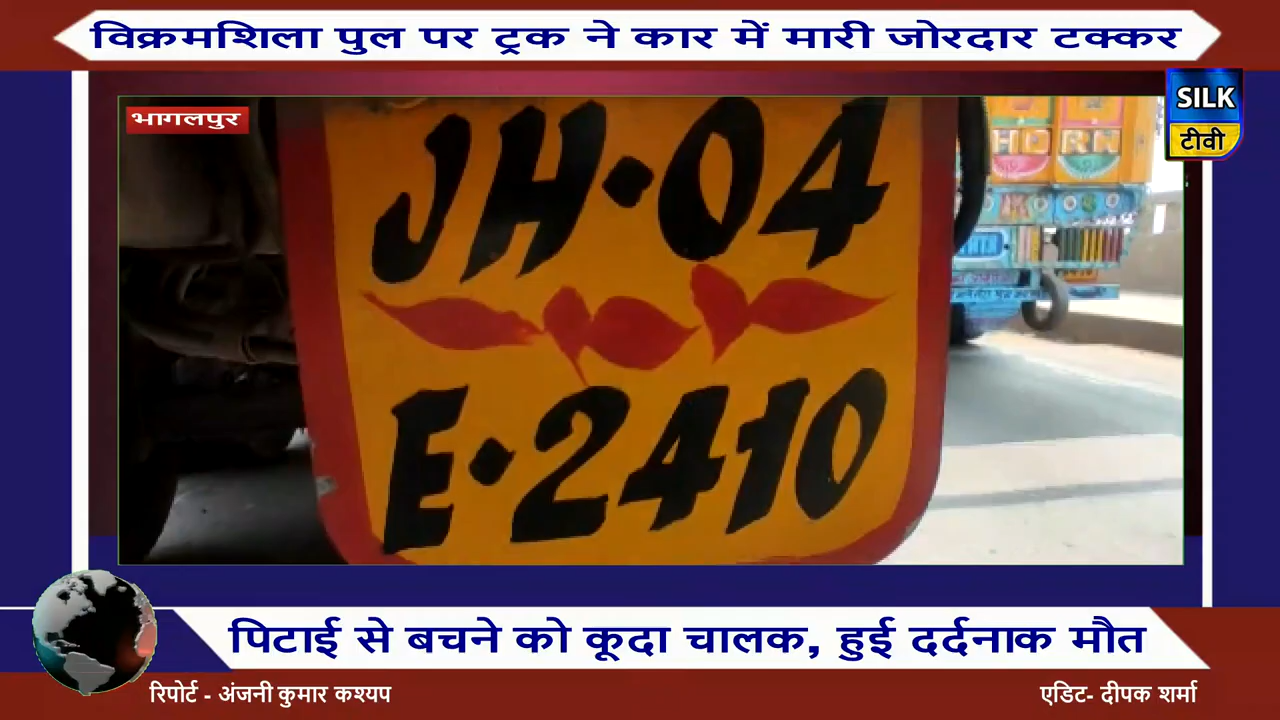 विक्रमशिला पुल पर ट्रक ने कार में मारी जोरदार टक्कर
SILK
टीवी
भागलपुर
JH·04
E·2410
HORN
पिटाई से बचने को कूदा चालक, हुई दर्दनाक मौत
रिपोर्ट - अंजनी कुमार कश्यप
एडिट- दीपक शर्मा